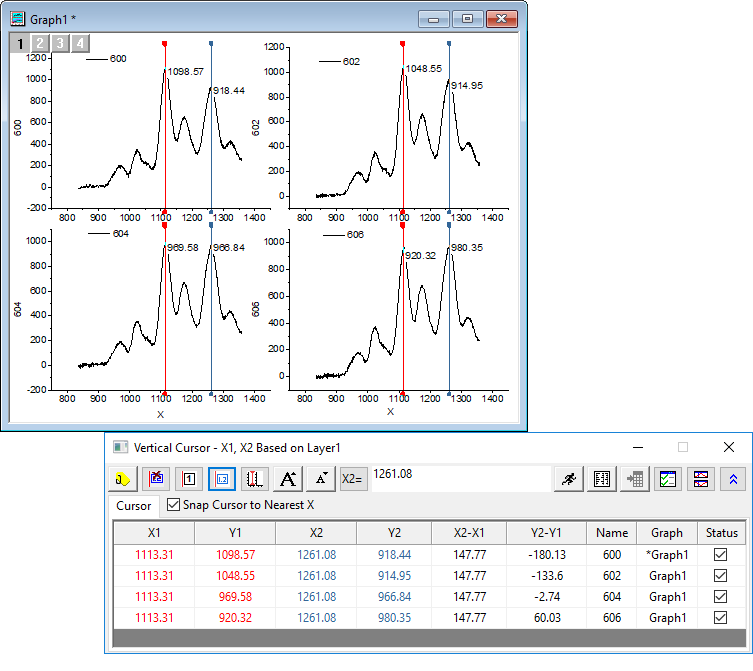 Graph1 *
1 2 3 4
1200
1000
800
600
400
200
0
-200
600
600
1098.57
918.44
800 900 1000 1100 1200 1300 1400
1200
1000
800
600
400
200
0
602
602
1048.55
914.95
800 900 1000 1100 1200 1300 1400
1000
800
600
400
200
0
-200
604
604
969.58
966.84
800 900 1000 1100 1200 1300 1400
X
1000
800
600
400
200
0
606
606
920.32
980.35
800 900 1000 1100 1200 1300 1400
X
Vertical Cursor - X1, X2 Based on Layer1
1 1,2 A A X2= 1261.08
Cursor Snap Cursor to Nearest X
X1 Y1 X2 Y2 X2-X1 Y2-Y1 Name Graph Status
1113.31 1098.57 1261.08 918.44 147.77 -180.13 600 *Graph1
1113.31 1048.55 1261.08 914.95 147.77 -133.6 602 Graph1
1113.31 969.58 1261.08 966.84 147.77 -2.74 604 Graph1
1113.31 920.32 1261.08 980.35 147.77 60.03 606 Graph1